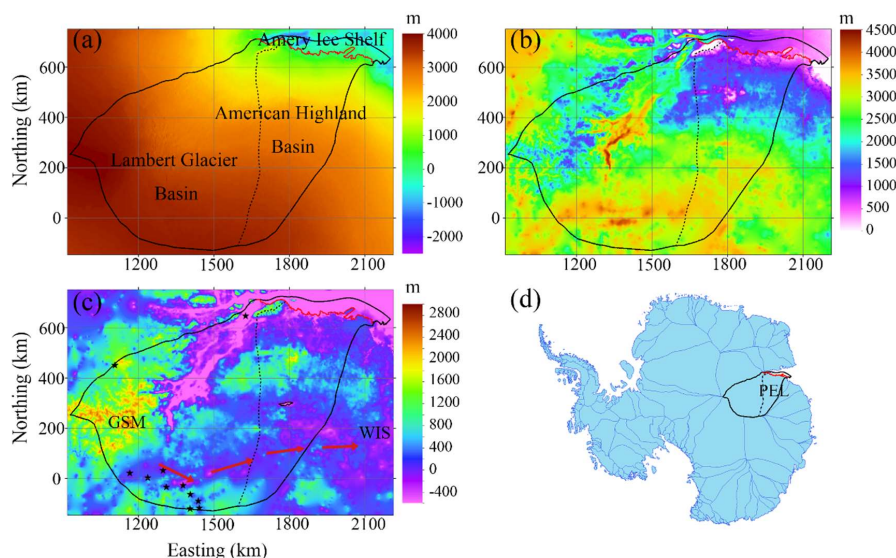 (a)
Amery Ice Shelf
American Highland
Basin
Lambert Glacier
Basin
Northing (km)
600
400
200
0
1200
1500
1800
2100
m
4000
3000
2000
1000
0
-1000
-2000
(b)
600
400
200
0
1200
1500
1800
2100
m
4500
4000
3500
3000
2500
2000
1500
1000
500
0
(c)
GSM
WIS
Northing (km)
600
400
200
0
1200
1500
1800
2100
Easting (km)
m
2800
2400
2000
1600
1200
800
400
0
-400
(d)
PEL